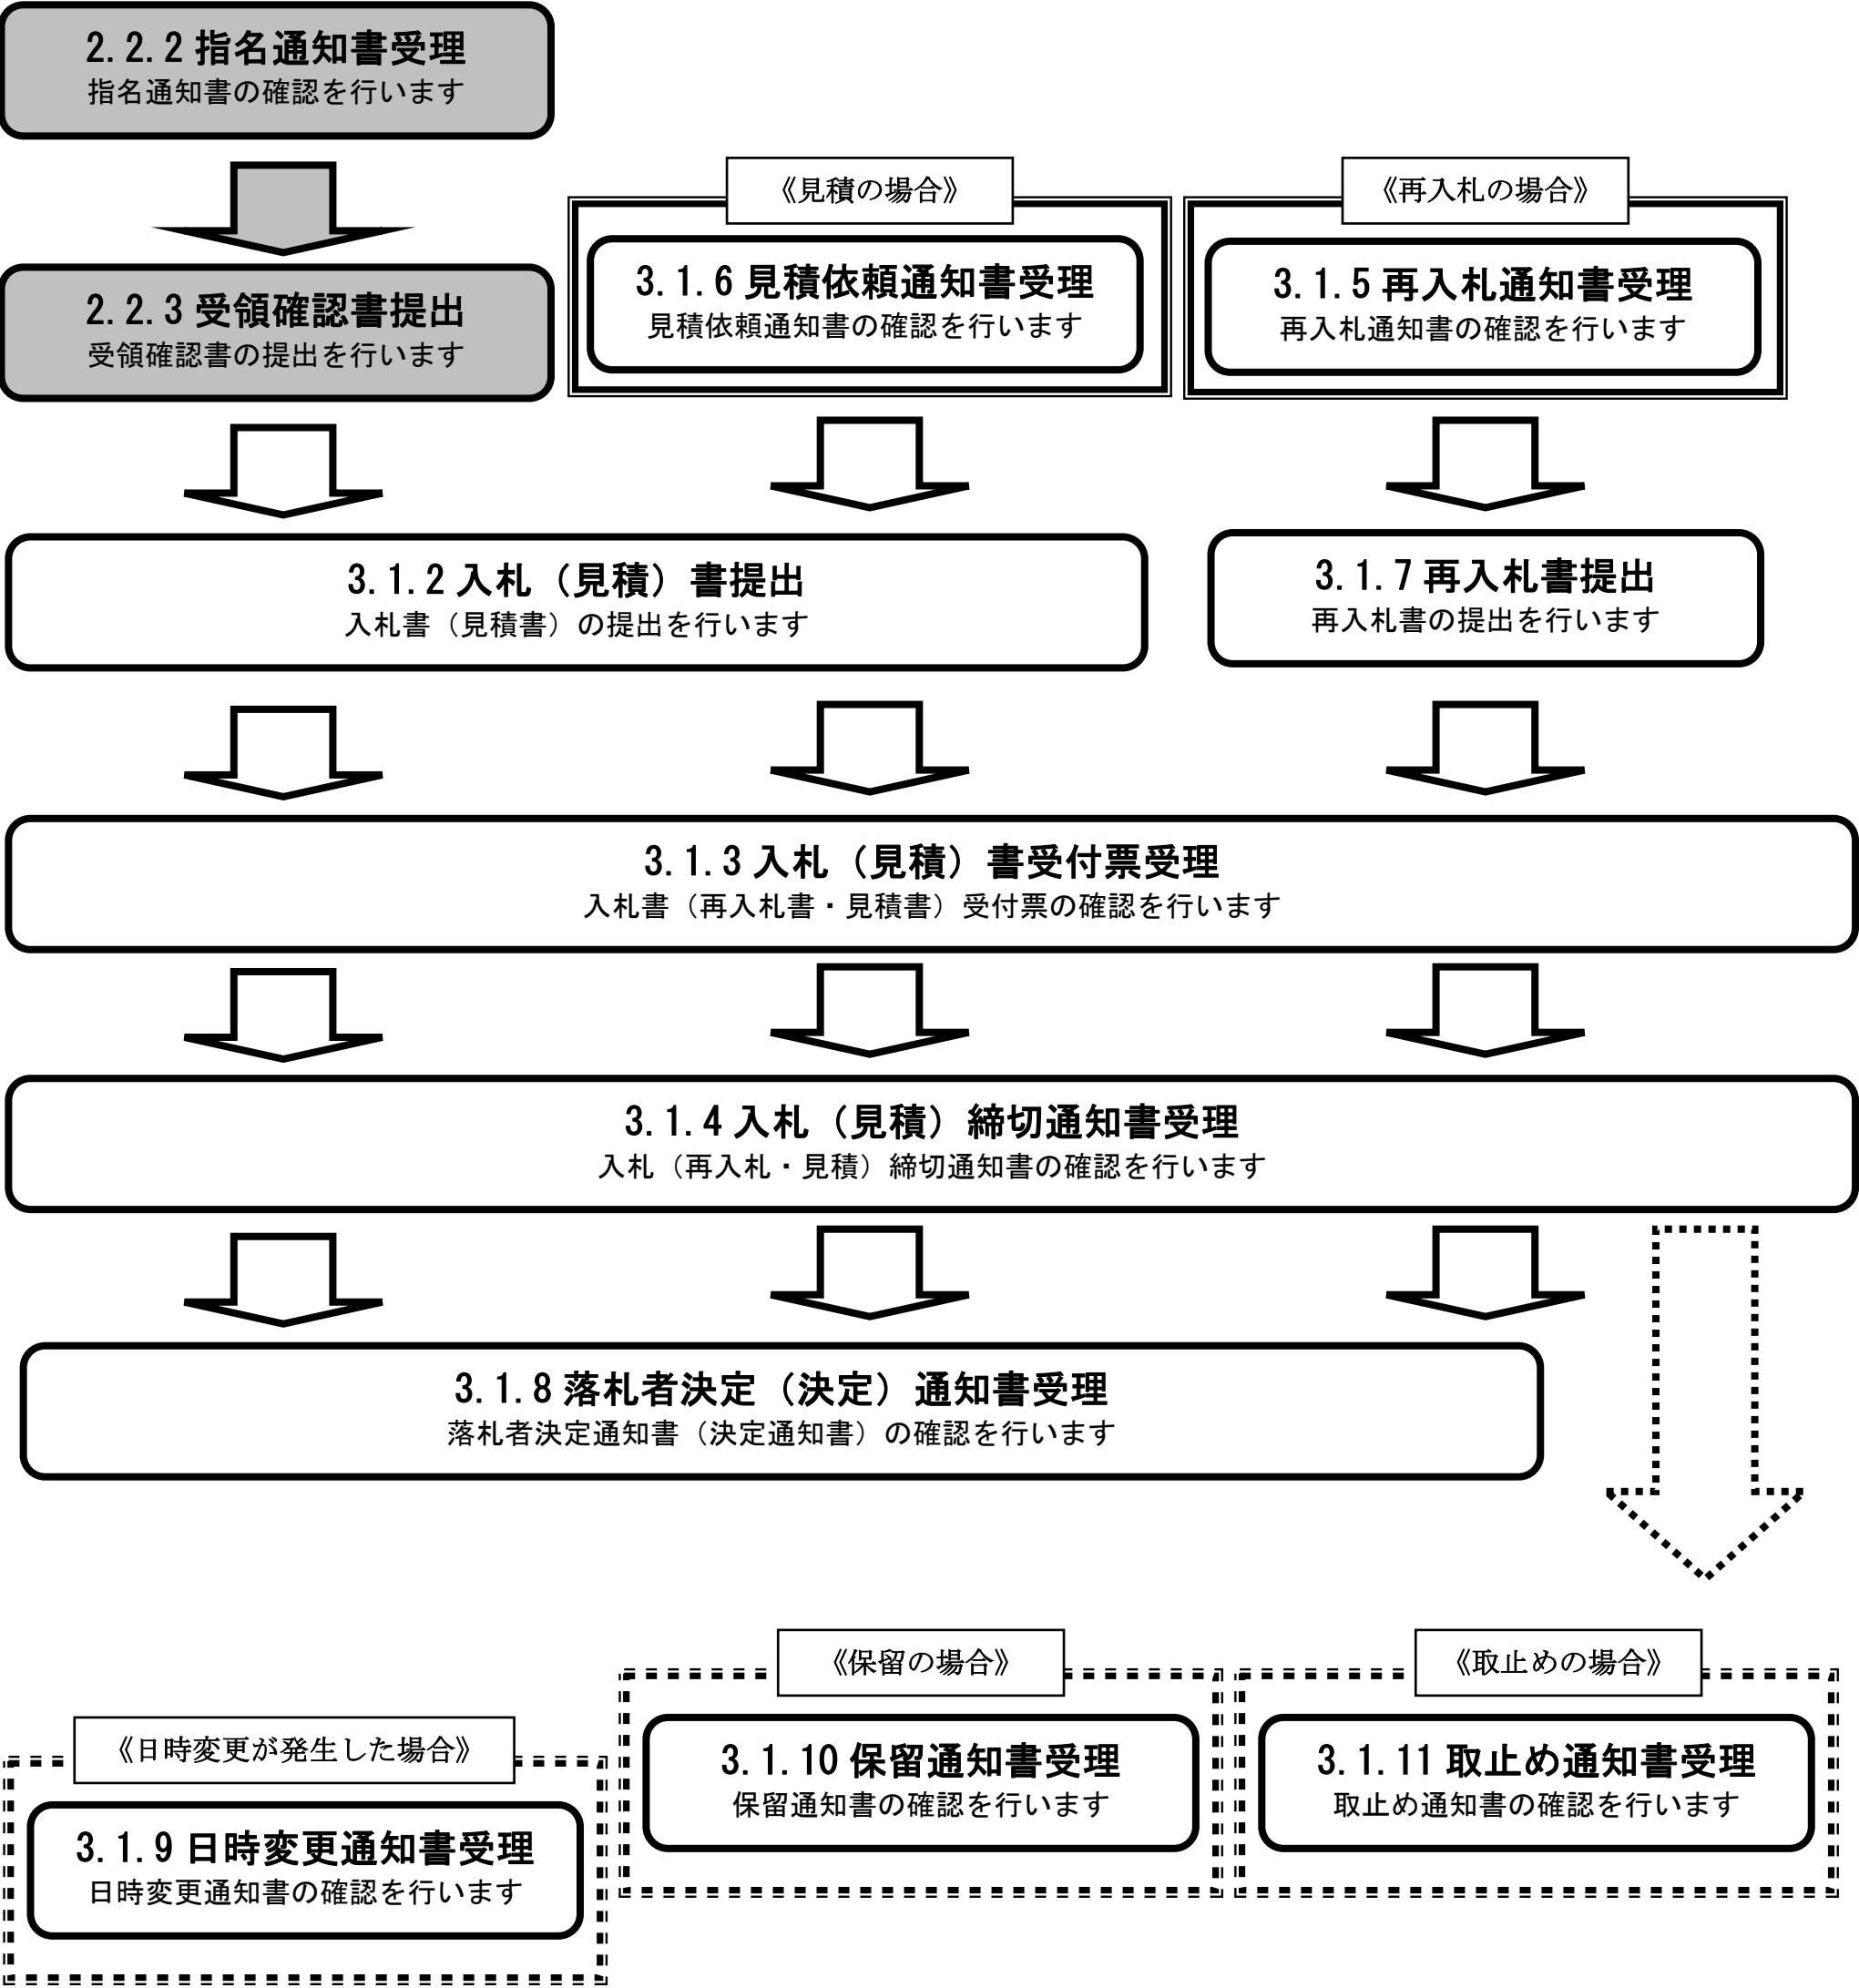 2.2.2 指名通知書受理
指名通知書の確認を行います
《見積の場合》
《再入札の場合》
2.2.3 受領確認書提出
受領確認書の提出を行います
3.1.6 見積依頼通知書受理
見積依頼通知書の確認を行います
3.1.5 再入札通知書受理
再入札通知書の確認を行います
3.1.2 入札（見積）書提出
入札書（見積書）の提出を行います
3.1.7 再入札書提出
再入札書の提出を行います
3.1.3 入札（見積）書受付票受理
入札書（再入札書・見積書）受付票の確認を行います
3.1.4 入札（見積）締切通知書受理
入札（再入札・見積）締切通知書の確認を行います
3.1.8 落札者決定（決定）通知書受理
落札者決定通知書（決定通知書）の確認を行います
《日時変更が発生した場合》
3.1.9 日時変更通知書受理
日時変更通知書の確認を行います
《保留の場合》
3.1.10 保留通知書受理
保留通知書の確認を行います
《取止めの場合》
3.1.11 取止め通知書受理
取止め通知書の確認を行います